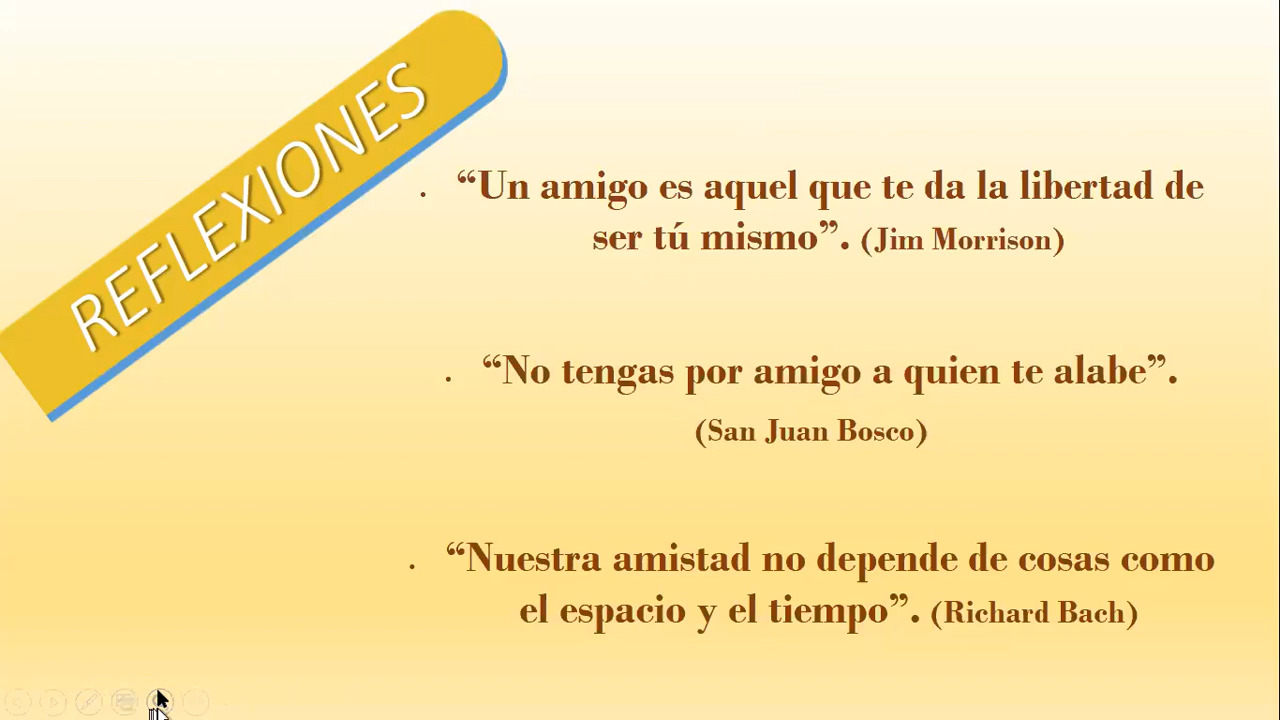 REFLEXIONES
. “Un amigo es aquel que te da la libertad de
ser tú mismo”. (Jim Morrison)
. “No tengas por amigo a quien te alabe”.
(San Juan Bosco)
. “Nuestra amistad no depende de cosas como
el espacio y el tiempo”. (Richard Bach)